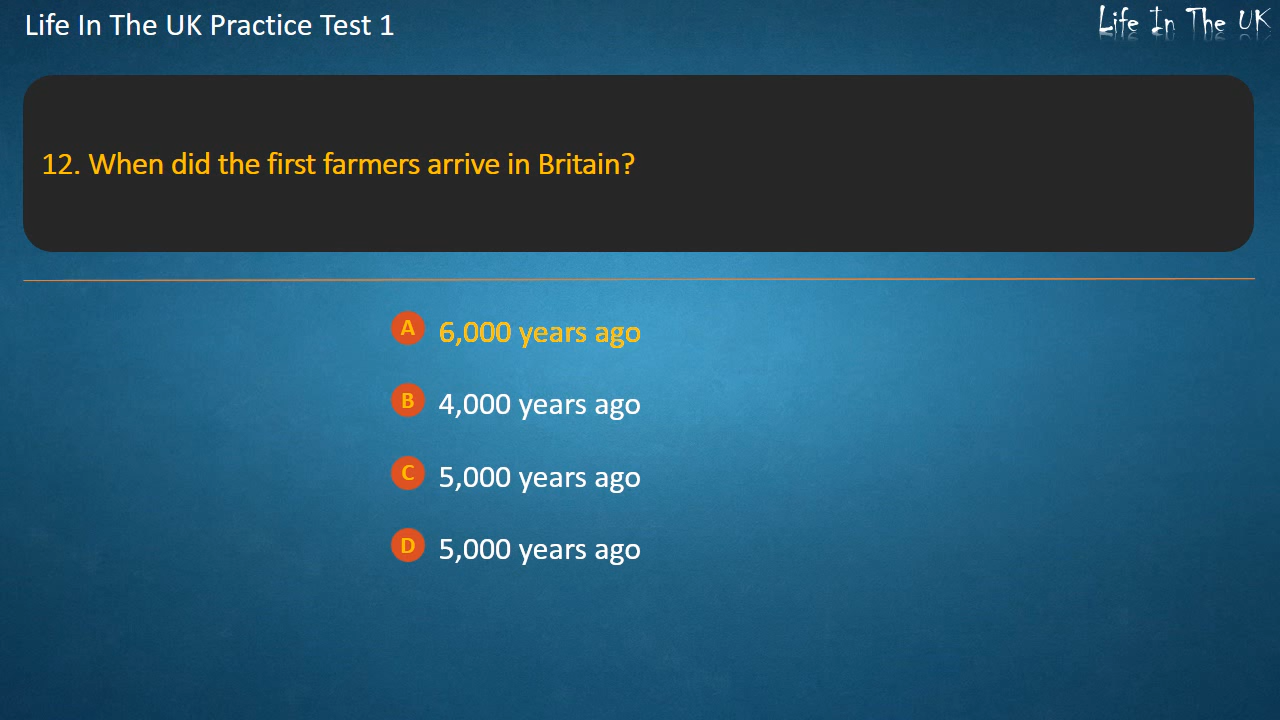 Life In The UK Practice Test 1
Life In The UK
12. When did the first farmers arrive in Britain?
A 6,000 years ago
B 4,000 years ago
C 5,000 years ago
D 5,000 years ago